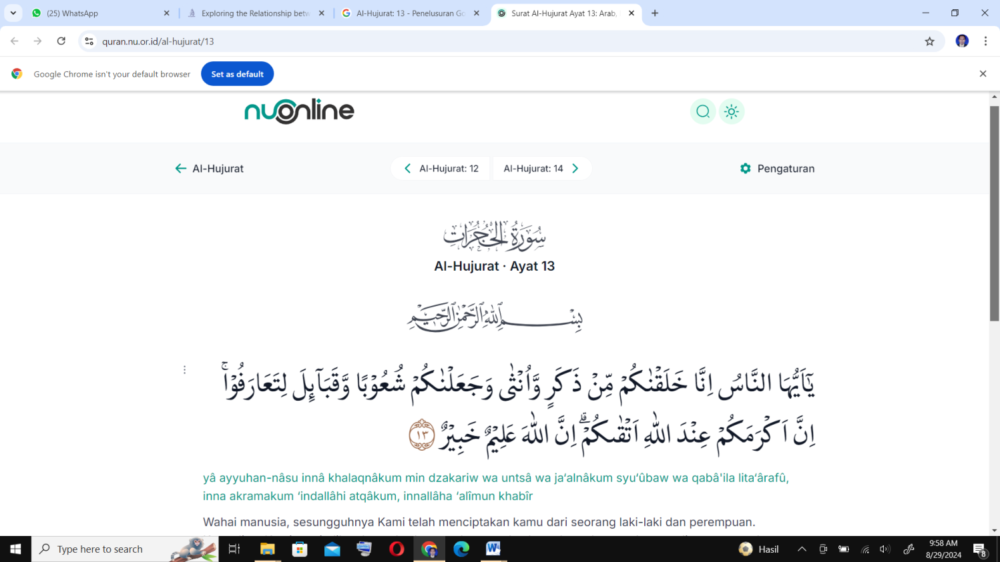 (25) WhatsApp
Exploring the Relationship betw
Al-Hujurat: 13 - Penelusuran Go
Surat Al-Hujurat Ayat 13: Arab,
quran.nu.or.id/al-hujurat/13
Google Chrome isn't your default browser
Set as default
nuonline
Al-Hujurat
Al-Hujurat: 12
Al-Hujurat: 14
Pengaturan
سُوْرَةُ الْحُجُرَاتِ
Al-Hujurat · Ayat 13
بِسْمِ اللّٰهِ الرَّحْمٰنِ الرَّحِيْمِ
يٰٓاَيُّهَا النَّاسُ اِنَّا خَلَقْنٰكُمْ مِّنْ ذَكَرٍ وَّاُنْثٰى وَجَعَلْنٰكُمْ شُعُوْبًا وَّقَبَاۤىِٕلَ لِتَعَارَفُوْاۚ
اِنَّ اَكْرَمَكُمْ عِنْدَ اللّٰهِ اَتْقٰىكُمْۗ اِنَّ اللّٰهَ عَلِيْمٌ خَبِيْرٌ ١٣
yâ ayyuhan-nâsu innâ khalaqnâkum min dzakariw wa untsâ wa ja‘alnâkum syu‘ûbaw wa qabâ'ila lita‘ârafû,
inna akramakum ‘indallâhi atqâkum, innallâha ‘alîmun khabîr
Wahai manusia, sesungguhnya Kami telah menciptakan kamu dari seorang laki-laki dan perempuan.
Type here to search
Hasil
9:58 AM
8/29/2024
8